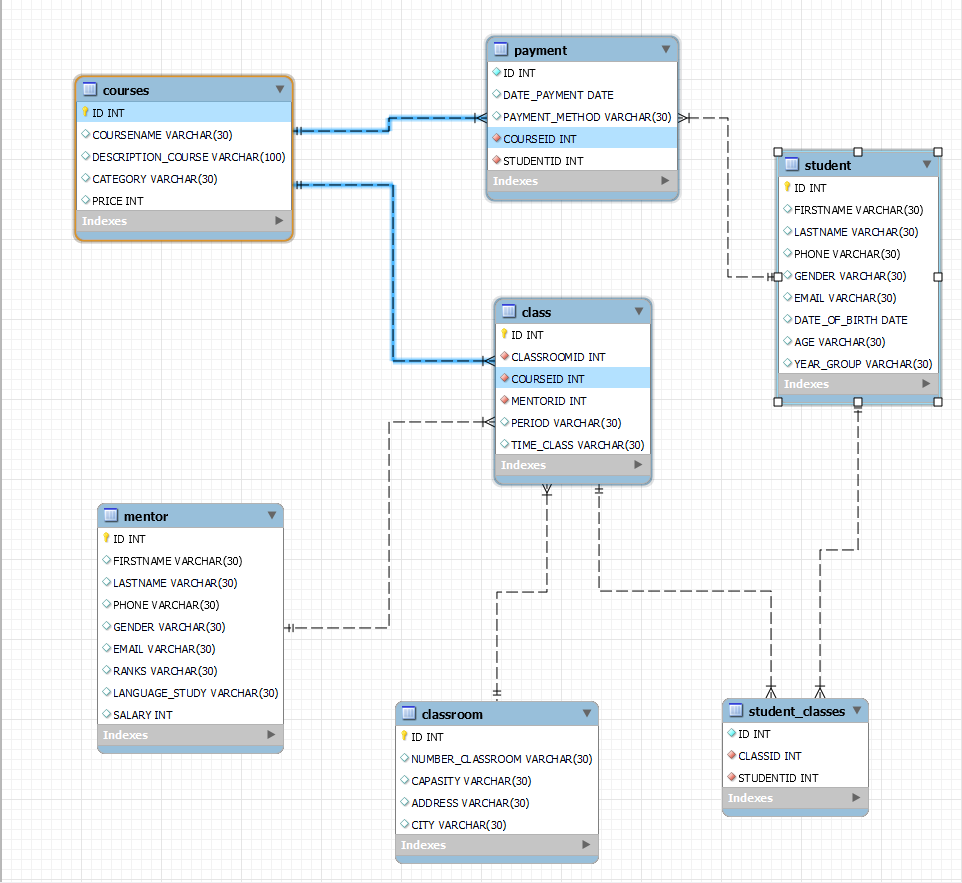 courses
ID INT
COURSENAME VARCHAR(30)
DESCRIPTION_COURSE VARCHAR(100)
CATEGORY VARCHAR(30)
PRICE INT
Indexes
payment
ID INT
DATE_PAYMENT DATE
PAYMENT_METHOD VARCHAR(30)
COURSEID INT
STUDENTID INT
Indexes
student
ID INT
FIRSTNAME VARCHAR(30)
LASTNAME VARCHAR(30)
PHONE VARCHAR(30)
GENDER VARCHAR(30)
EMAIL VARCHAR(30)
DATE_OF_BIRTH DATE
AGE VARCHAR(30)
YEAR_GROUP VARCHAR(30)
Indexes
class
ID INT
CLASSROOMID INT
COURSEID INT
MENTORID INT
PERIOD VARCHAR(30)
TIME_CLASS VARCHAR(30)
Indexes
mentor
ID INT
FIRSTNAME VARCHAR(30)
LASTNAME VARCHAR(30)
PHONE VARCHAR(30)
GENDER VARCHAR(30)
EMAIL VARCHAR(30)
RANKS VARCHAR(30)
LANGUAGE_STUDY VARCHAR(30)
SALARY INT
Indexes
classroom
ID INT
NUMBER_CLASSROOM VARCHAR(30)
CAPASITY VARCHAR(30)
ADDRESS VARCHAR(30)
CITY VARCHAR(30)
Indexes
student_classes
ID INT
CLASSID INT
STUDENTID INT
Indexes